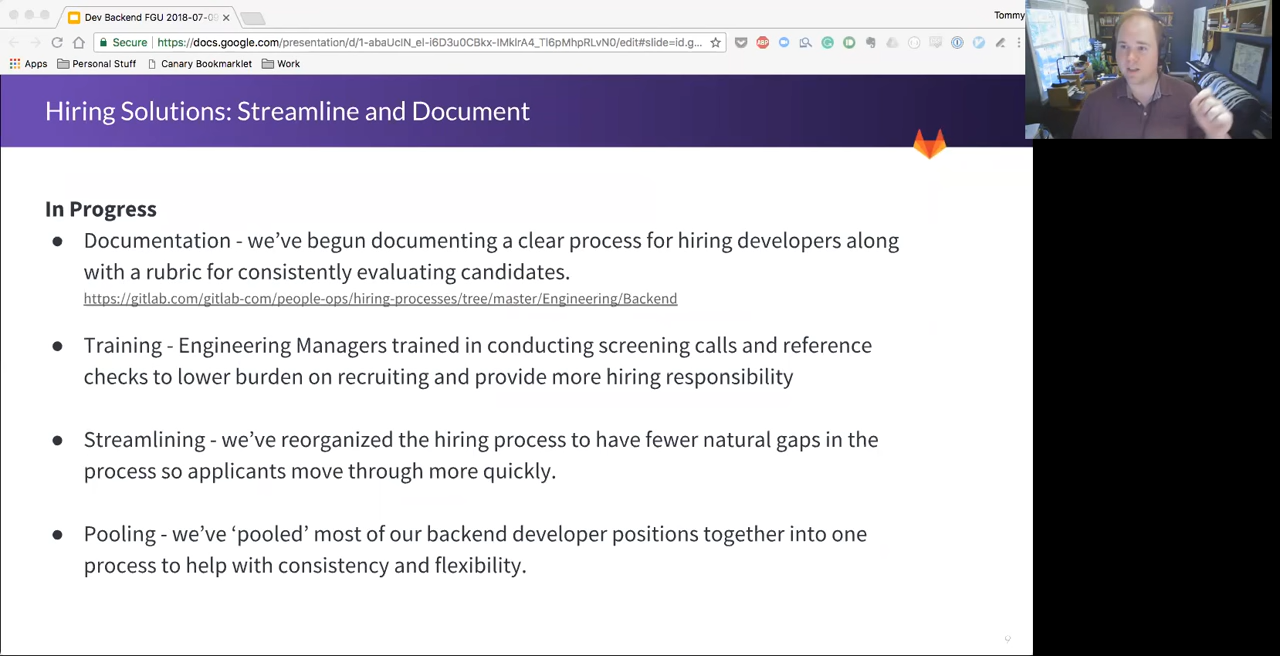 Dev Backend FGU 2018-07-09
Tommy
Secure
https://docs.google.com/presentation/d/1-abaUcIN_eI-i6D3u0CBkx-IMkIrA4_Tl6pMhpRLvN0/edit#slide=id.g...
Apps Personal Stuff Canary Bookmarklet Work
Hiring Solutions: Streamline and Document
In Progress
● Documentation - we’ve begun documenting a clear process for hiring developers along
with a rubric for consistently evaluating candidates.
https://gitlab.com/gitlab-com/people-ops/hiring-processes/tree/master/Engineering/Backend
● Training - Engineering Managers trained in conducting screening calls and reference
checks to lower burden on recruiting and provide more hiring responsibility
● Streamlining - we’ve reorganized the hiring process to have fewer natural gaps in the
process so applicants move through more quickly.
● Pooling - we’ve ‘pooled’ most of our backend developer positions together into one
process to help with consistency and flexibility.
9